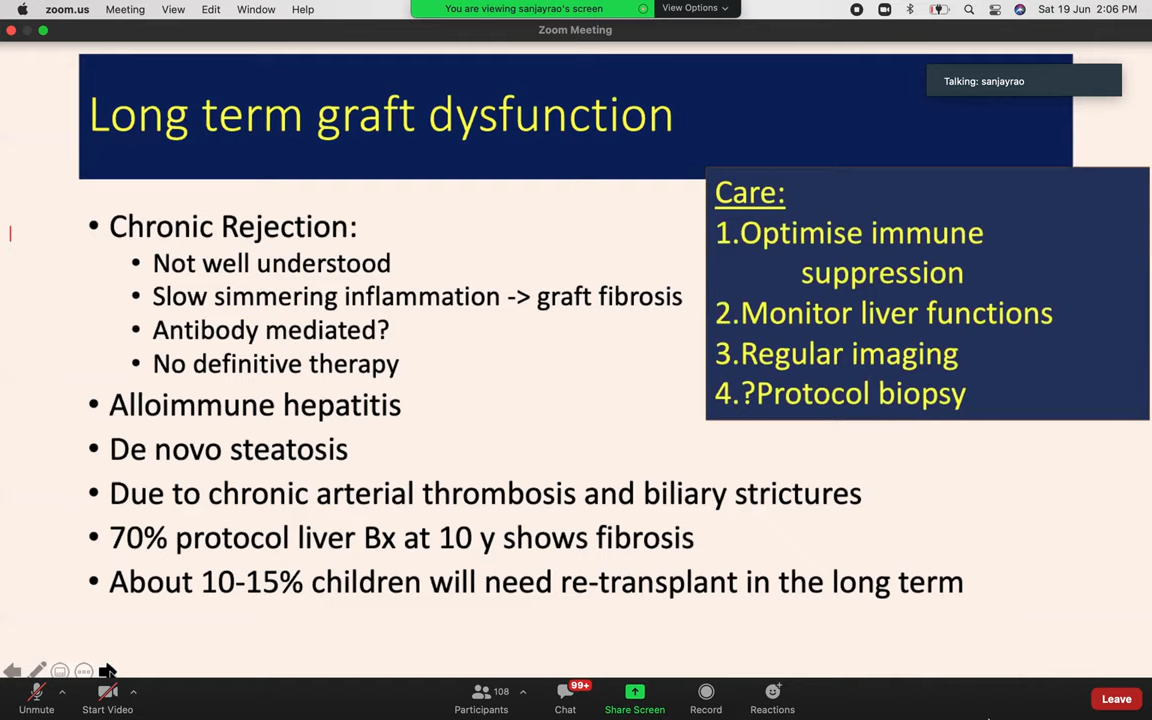 zoom.us Meeting View Edit Window Help
You are viewing sanjayrao's screen
View Options
Sat 19 Jun 2:06 PM
Zoom Meeting
Talking: sanjayrao
Long term graft dysfunction
• Chronic Rejection:
• Not well understood
• Slow simmering inflammation -> graft fibrosis
• Antibody mediated?
• No definitive therapy
• Alloimmune hepatitis
• De novo steatosis
• Due to chronic arterial thrombosis and biliary strictures
• 70% protocol liver Bx at 10 y shows fibrosis
• About 10-15% children will need re-transplant in the long term
Care:
1.Optimise immune
suppression
2.Monitor liver functions
3.Regular imaging
4.?Protocol biopsy
Unmute
Start Video
108
Participants
99+
Chat
Share Screen
Record
Reactions
Leave